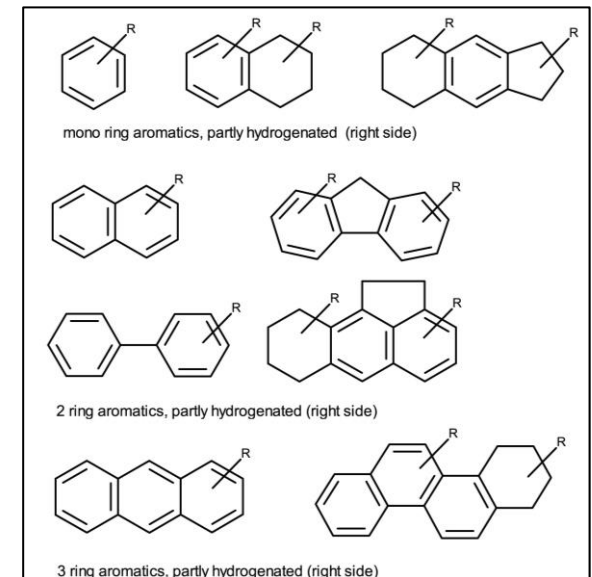 R
R R
R R
mono ring aromatics, partly hydrogenated (right side)
R
R R
R
R R
2 ring aromatics, partly hydrogenated (right side)
R
R R
3 ring aromatics, partly hydrogenated (right side)